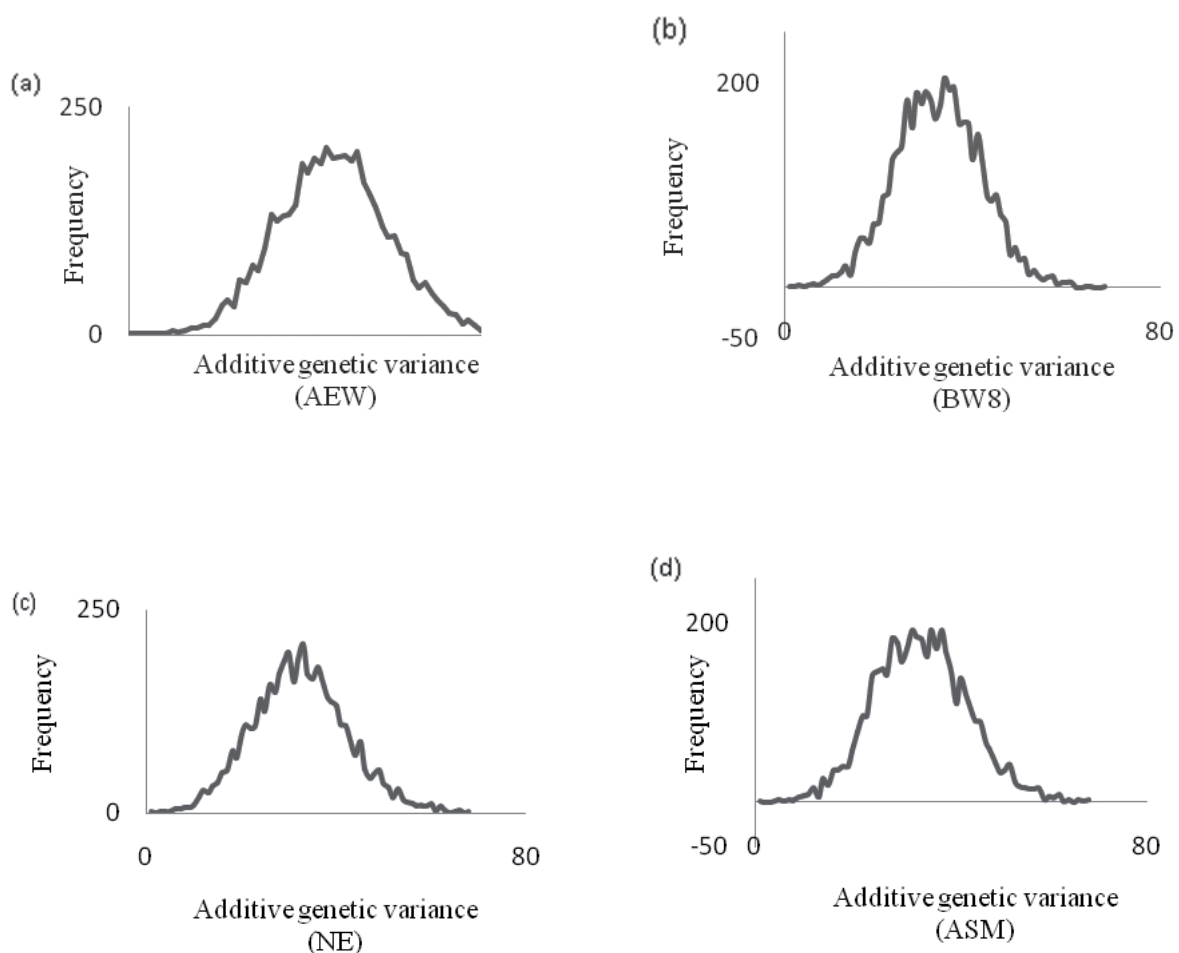 (a)
250
Frequency
0
Additive genetic variance
(AEW)
(b)
200
Frequency
-50
0
80
Additive genetic variance
(BW8)
(c)
250
Frequency
0
0
80
Additive genetic variance
(NE)
(d)
200
Frequency
-50
0
80
Additive genetic variance
(ASM)